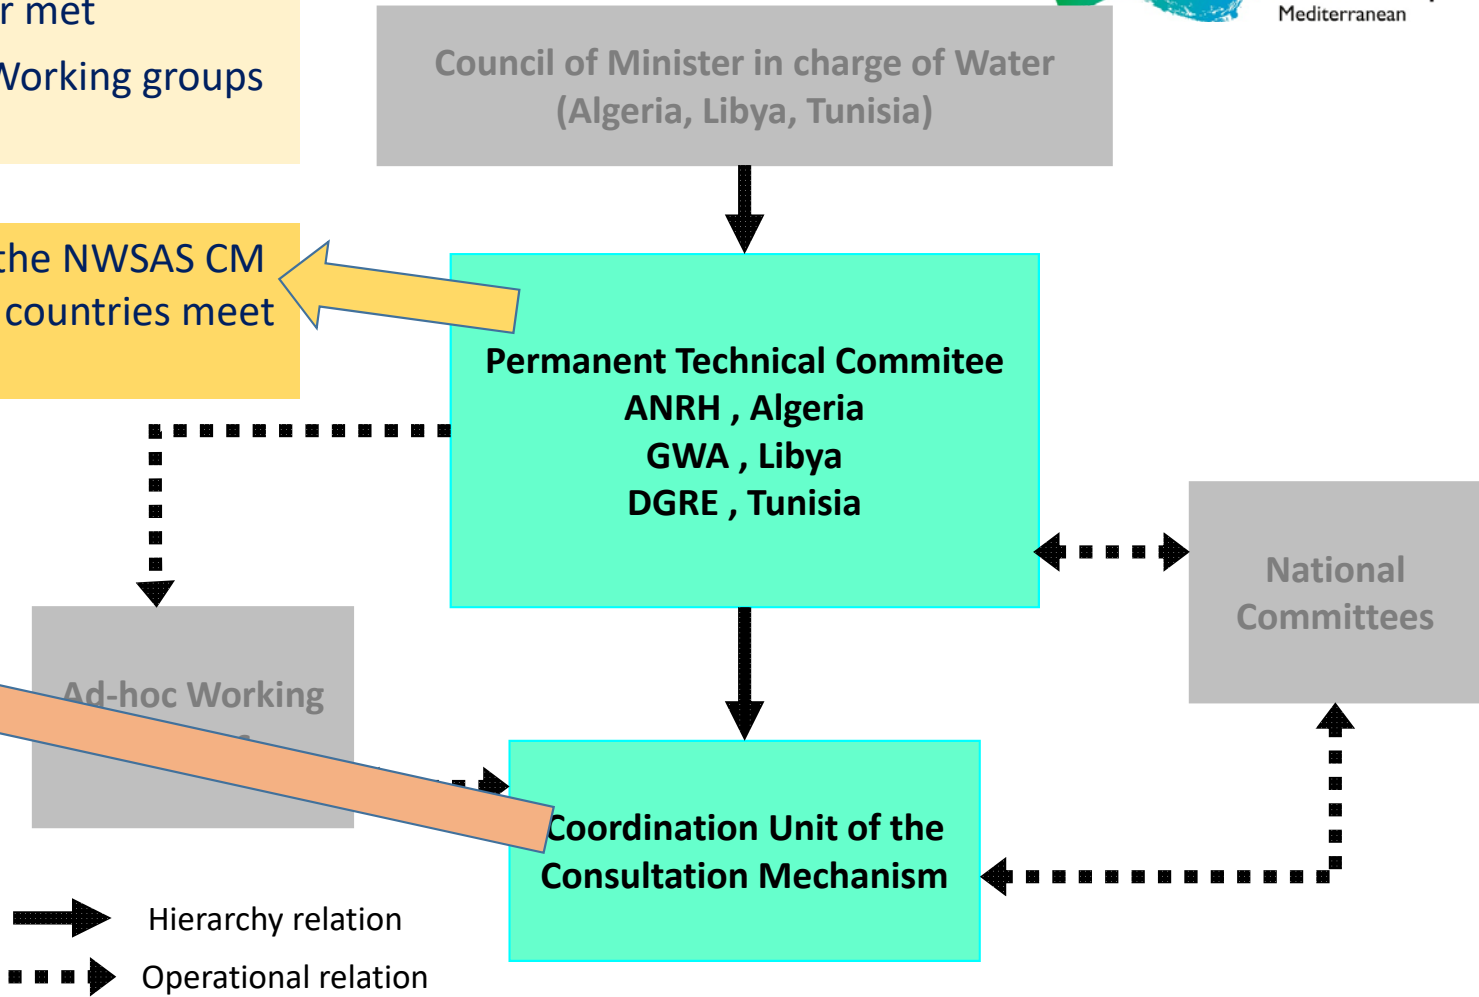 met
Working groups
Mediterranean
Council of Minister in charge of Water
(Algeria, Libya, Tunisia)
the NWSAS CM
countries meet
Permanent Technical Commitee
ANRH , Algeria
GWA , Libya
DGRE , Tunisia
National
Committees
Ad-hoc Working
Coordination Unit of the
Consultation Mechanism
Hierarchy relation
Operational relation